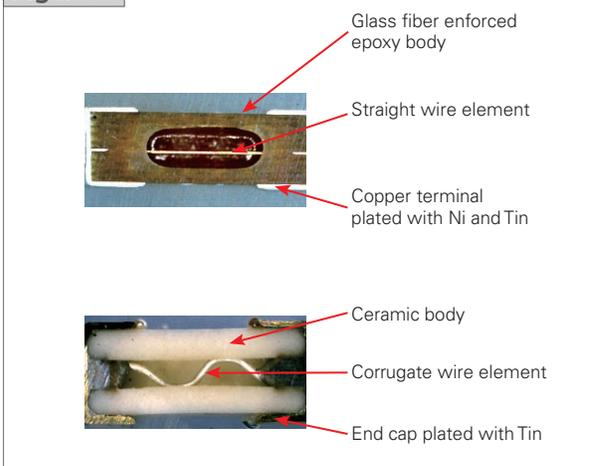 Glass fiber enforced
epoxy body
Straight wire element
Copper terminal
plated with Ni and Tin
Ceramic body
Corrugate wire element
End cap plated with Tin